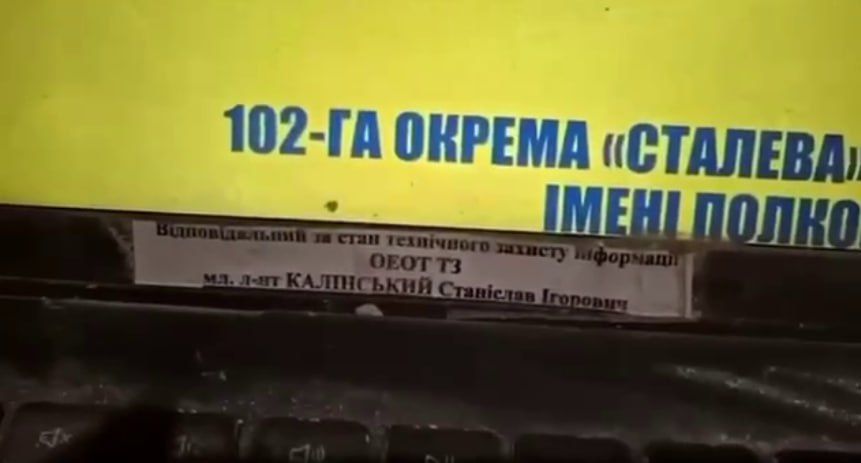 102-ГА ОКРЕМА «СТАЛЕВА»
ІМЕНІ ПОЛКО
Відповідальний за стан технічного захисту інформації
ОЕОТ ТЗ
мл. л-нт КАЛІНСЬКИЙ Станіслав Ігорович